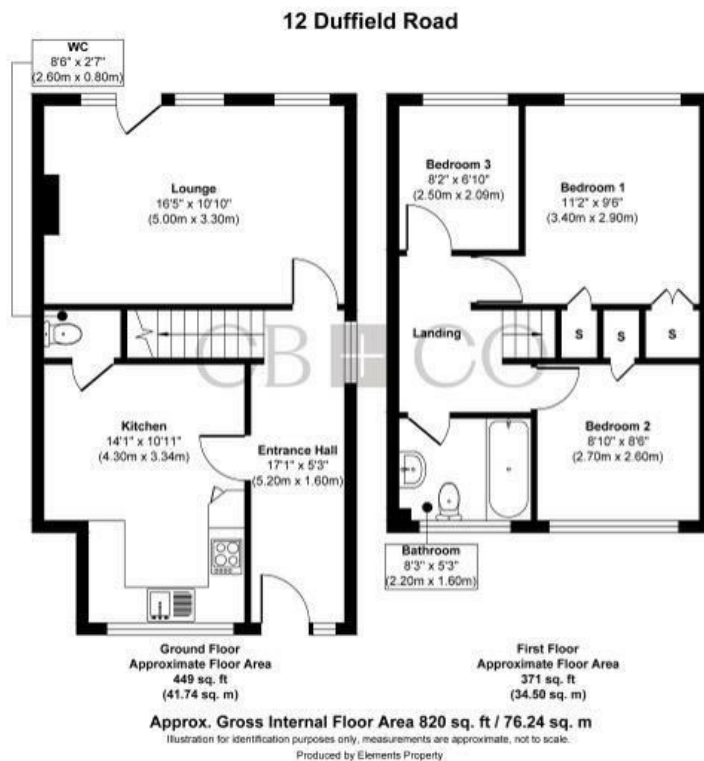 12 Duffield Road
WC
8'6" x 2'7"
(2.60m x 0.80m)
Lounge
16'5" x 10'10"
(5.00m x 3.30m)
Kitchen
14'1" x 10'11"
(4.30m x 3.34m)
Entrance Hall
17'1" x 5'3"
(5.20m x 1.60m)
Bedroom 3
8'2" x 6'10"
(2.50m x 2.09m)
Bedroom 1
11'2" x 9'6"
(3.40m x 2.90m)
Landing
S
S
S
CB + CO
Bedroom 2
8'10" x 8'6"
(2.70m x 2.60m)
Bathroom
8'3" x 5'3"
(2.20m x 1.60m)
Ground Floor
Approximate Floor Area
449 sq. ft
(41.74 sq. m)
First Floor
Approximate Floor Area
371 sq. ft
(34.50 sq. m)
Approx. Gross Internal Floor Area 820 sq. ft / 76.24 sq. m
Illustration for identification purposes only, measurements are approximate, not to scale.
Produced by Elements Property